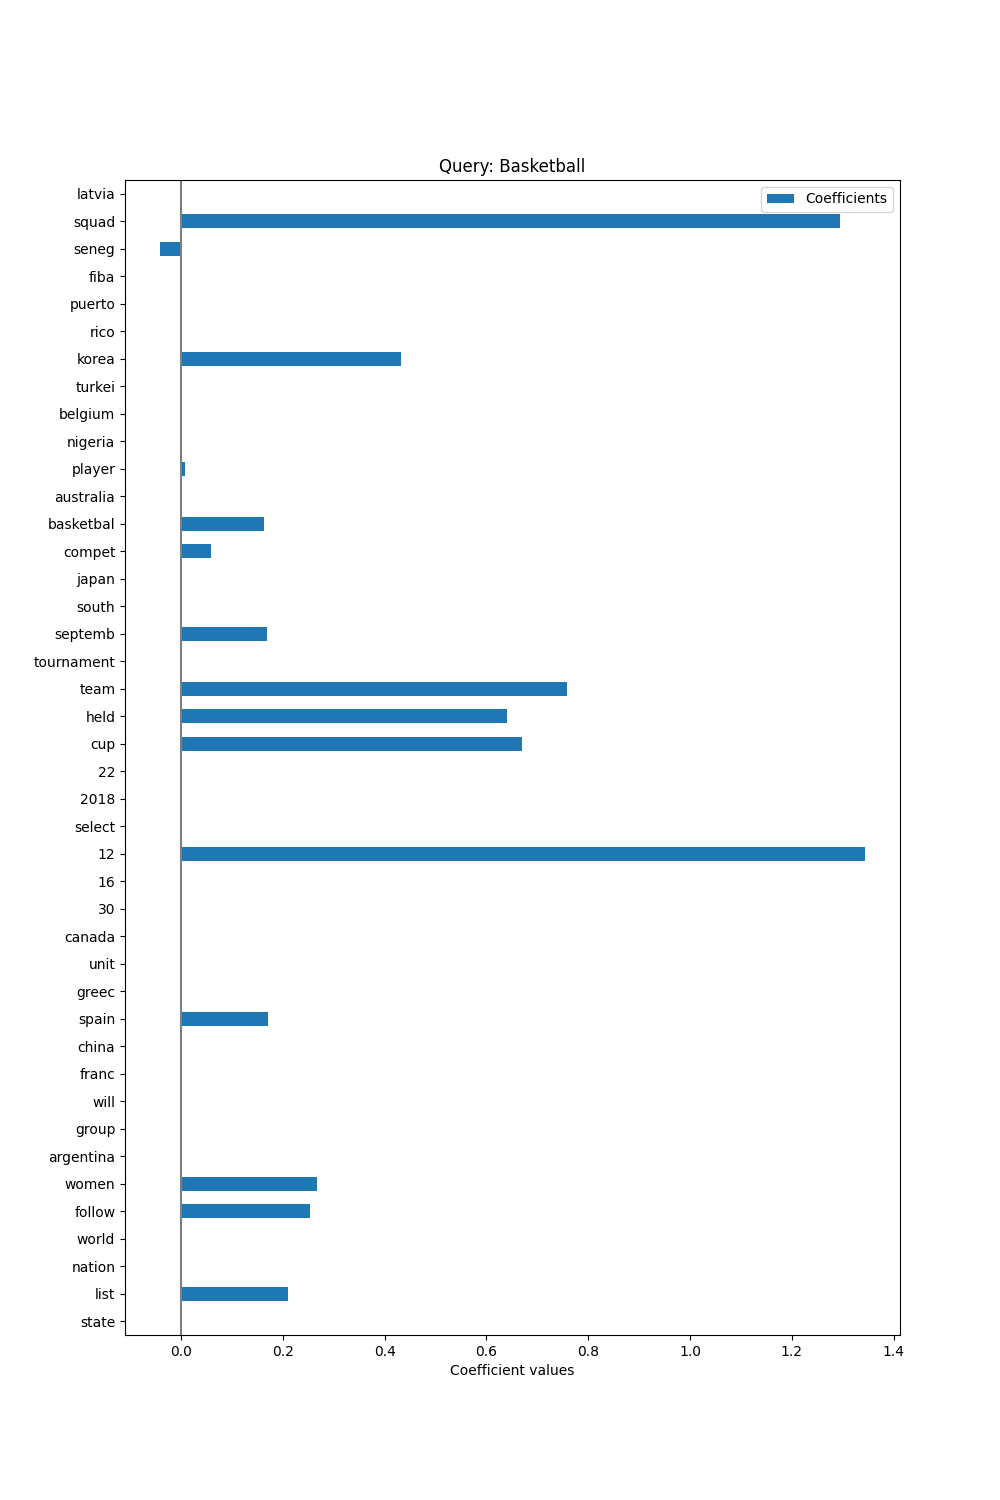 Query: Basketball
Coefficients
latvia
squad
seneg
fiba
puerto
rico
korea
turkei
belgium
nigeria
player
australia
basketbal
compet
japan
south
septemb
tournament
team
held
cup
22
2018
select
12
16
30
canada
unit
greec
spain
china
franc
will
group
argentina
women
follow
world
nation
list
state
0.0 0.2 0.4 0.6 0.8 1.0 1.2 1.4
Coefficient values